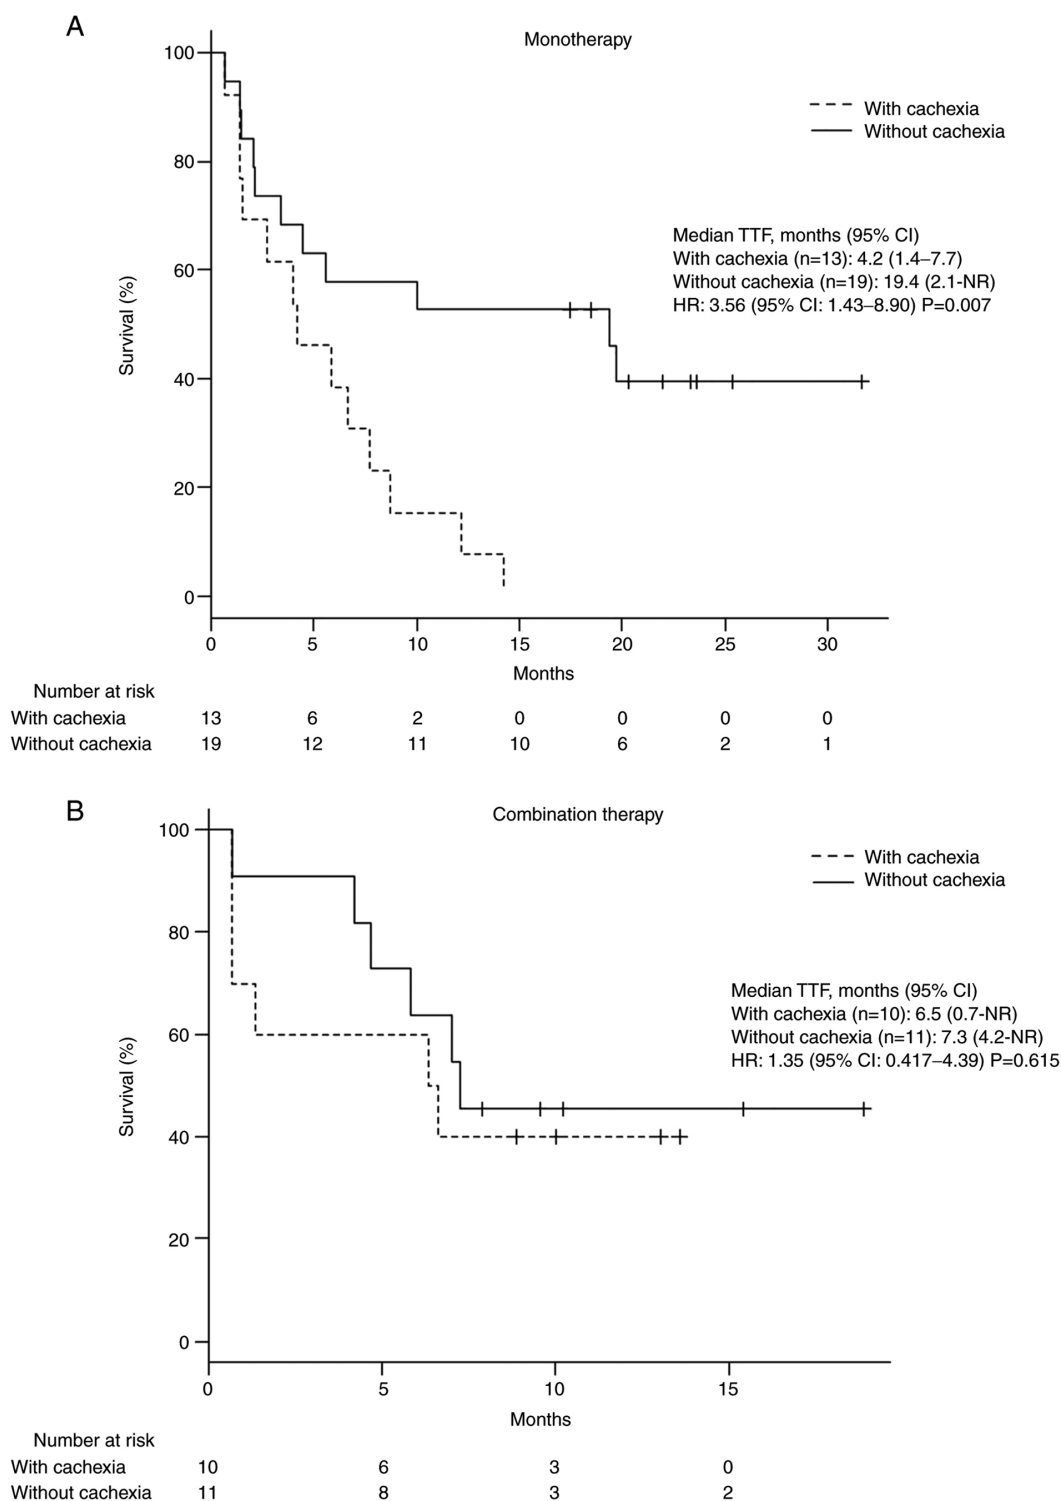 A
Monotherapy
100
80
60
40
20
0
Survival (%)
With cachexia
Without cachexia
Median TTF, months (95% CI)
With cachexia (n=13): 4.2 (1.4–7.7)
Without cachexia (n=19): 19.4 (2.1-NR)
HR: 3.56 (95% CI: 1.43–8.90) P=0.007
0 5 10 15 20 25 30
Months
Number at risk
With cachexia 13 6 2 0 0 0 0
Without cachexia 19 12 11 10 6 2 1
B
Combination therapy
100
80
60
40
20
0
Survival (%)
With cachexia
Without cachexia
Median TTF, months (95% CI)
With cachexia (n=10): 6.5 (0.7-NR)
Without cachexia (n=11): 7.3 (4.2-NR)
HR: 1.35 (95% CI: 0.417–4.39) P=0.615
0 5 10 15
Months
Number at risk
With cachexia 10 6 3 0
Without cachexia 11 8 3 2